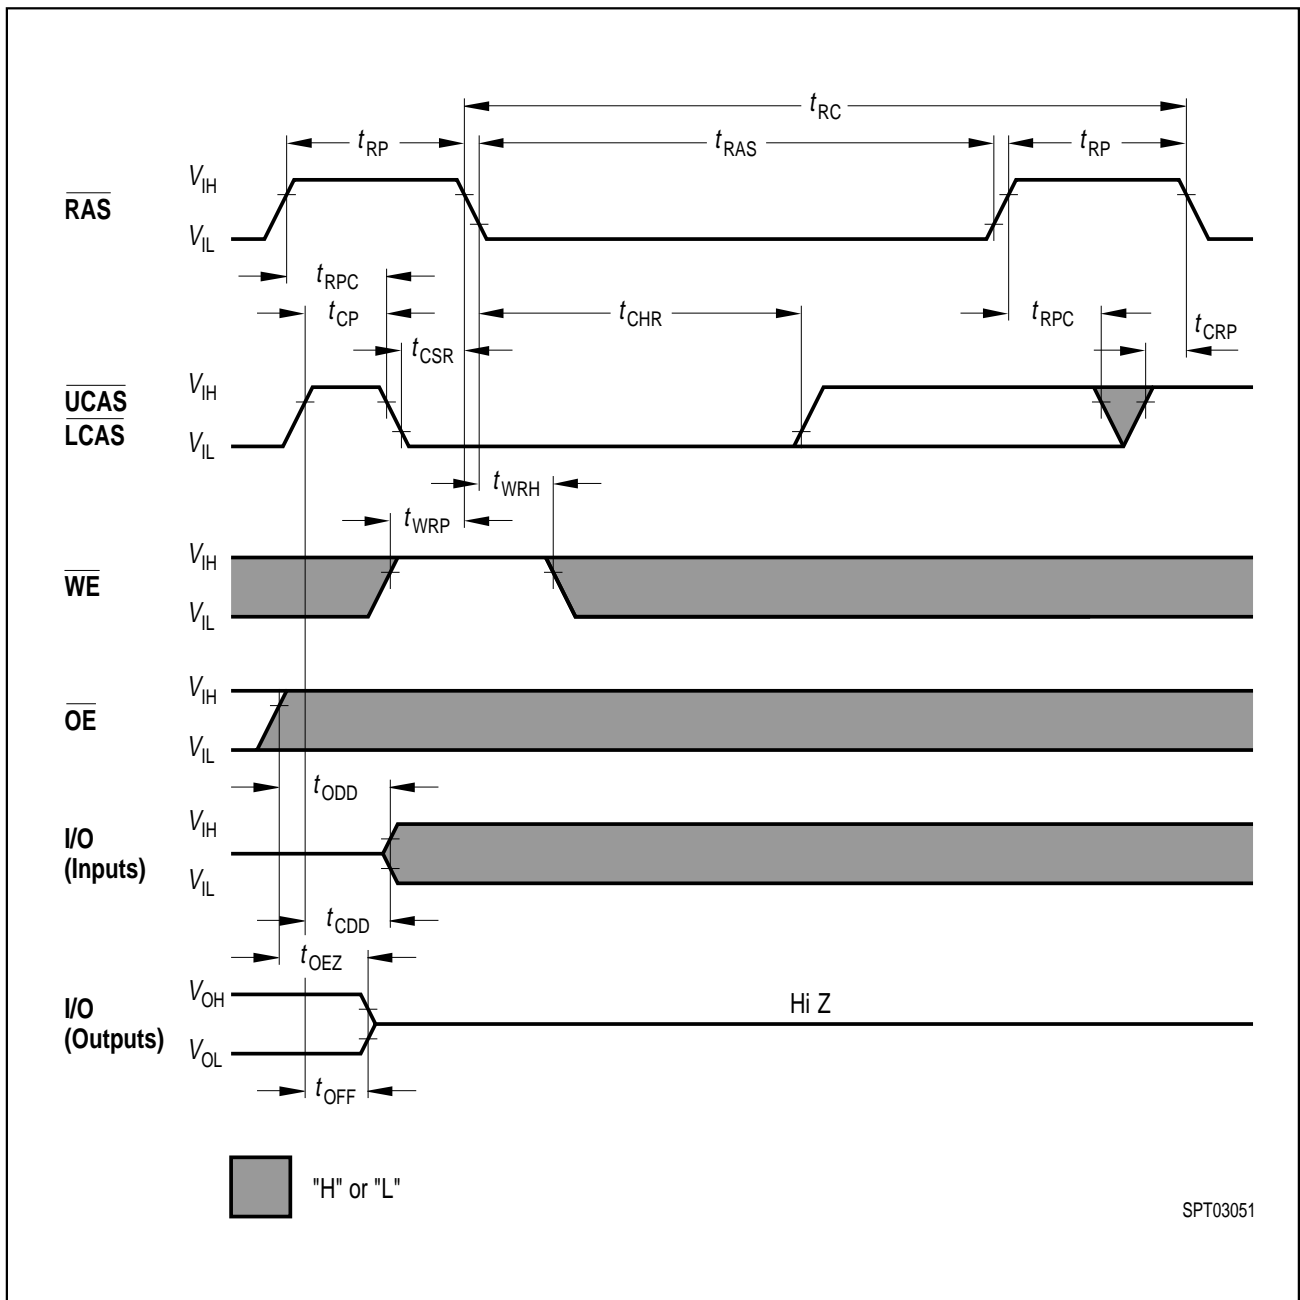 tRC
tRP tRAS tRP
RAS VIH
VIL
tRPC
tCP tCHR tRPC tCRP
tCSR
UCAS VIH
LCAS VIL
tWRH
tWRP
WE VIH
VIL
OE VIH
VIL
tODD
I/O VIH
(Inputs) VIL
tCDD
tOEZ
I/O VOH Hi Z
(Outputs) VOL
tOFF
"H" or "L"
SPT03051